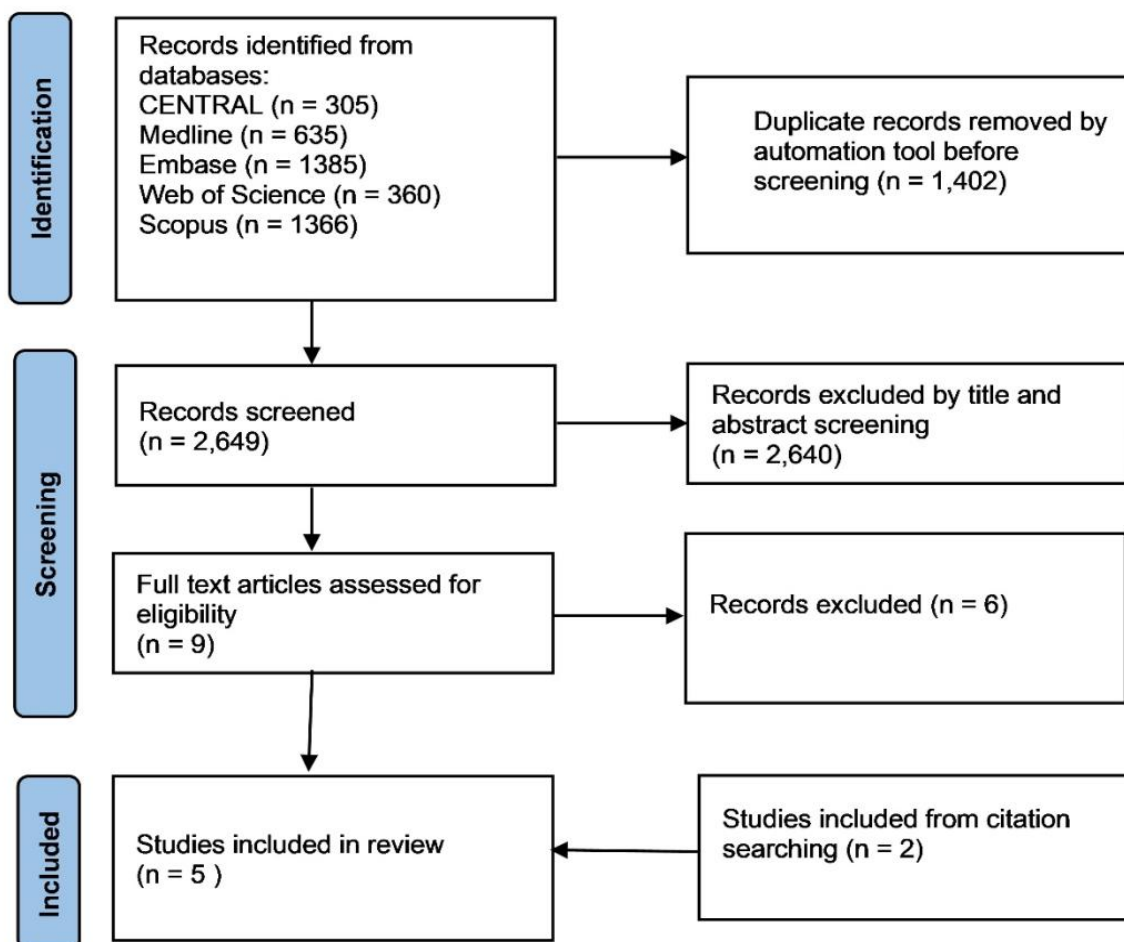 Identification
Records identified from
databases:
CENTRAL (n = 305)
Medline (n = 635)
Embase (n = 1385)
Web of Science (n = 360)
Scopus (n = 1366)
Duplicate records removed by
automation tool before
screening (n = 1,402)
Screening
Records screened
(n = 2,649)
Records excluded by title and
abstract screening
(n = 2,640)
Full text articles assessed for
eligibility
(n = 9)
Records excluded (n = 6)
Included
Studies included in review
(n = 5 )
Studies included from citation
searching (n = 2)